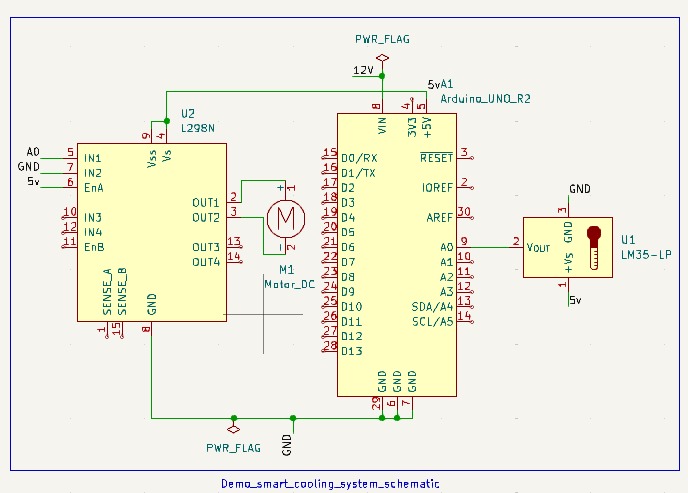 PWR_FLAG
12V
5v
A1
Arduino_UNO_R2
U2
L298N
8
4
5
VIN
3V3
+5V
9
4
Vss
Vs
A0
5
IN1
GND
7
IN2
5v
6
EnA
OUT1
2
OUT2
3
10
IN3
12
IN4
11
EnB
OUT3
13
OUT4
14
SENSE_A
SENSE_B
GND
1
15
8
+
1
M
-
2
M1
Motor_DC
15
D0/RX
16
D1/TX
17
D2
18
D3
19
D4
20
D5
21
D6
22
D7
23
D8
24
D9
25
D10
26
D11
27
D12
28
D13
RESET
3
IOREF
2
AREF
30
A0
9
A1
10
A2
11
A3
12
SDA/A4
13
SCL/A5
14
GND
GND
GND
29
6
7
GND
3
GND
2
Vout
+Vs
1
5v
U1
LM35-LP
PWR_FLAG
GND
Demo_smart_cooling_system_schematic